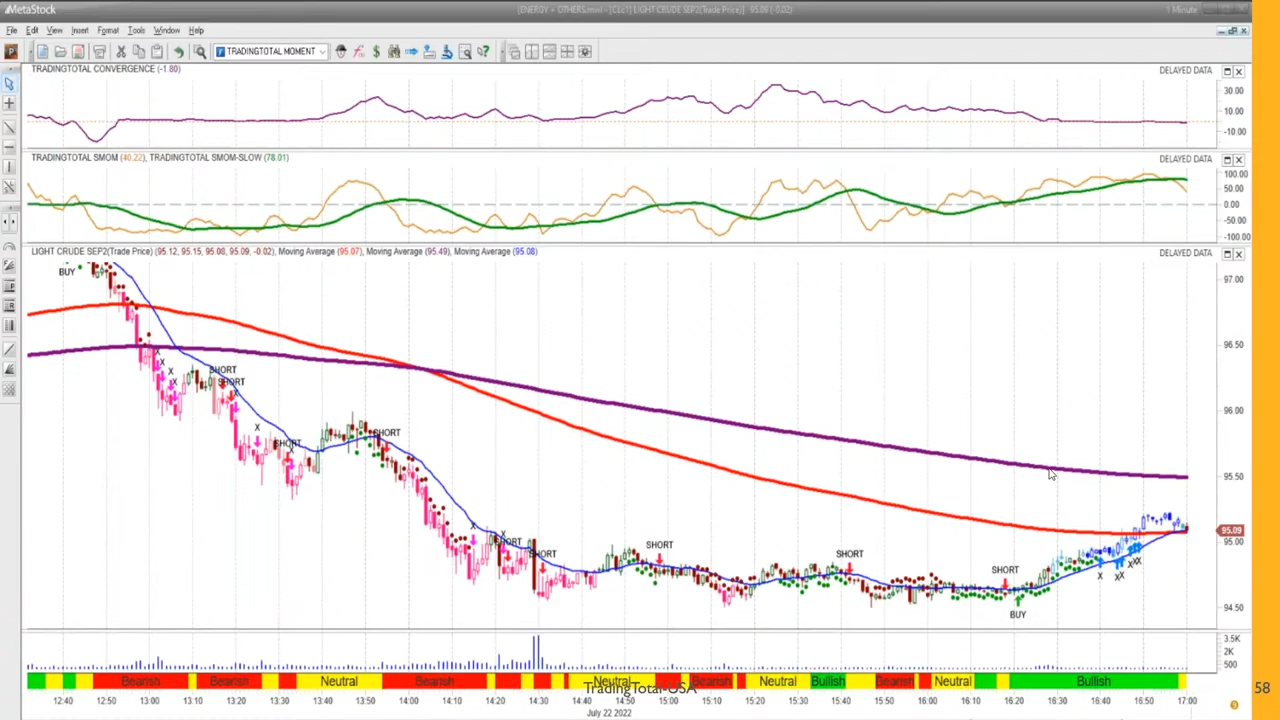 MetaStock
[ENERGY + OTHERS.mwi - [CLc1] LIGHT CRUDE SEP2(Trade Price)] 95.09 (-0.02)
1 Minute
File Edit View Insert Format Tools Window Help
TRADINGTOTAL MOMENT
TRADINGTOTAL CONVERGENCE (-1.80)
DELAYED DATA
30.00
10.00
-10.00
TRADINGTOTAL SMOM (40.22), TRADINGTOTAL SMOM-SLOW (78.01)
DELAYED DATA
100.00
50.00
0.00
-50.00
-100.00
LIGHT CRUDE SEP2(Trade Price) (95.12, 95.15, 95.08, 95.09, -0.02), Moving Average (95.07), Moving Average (95.49), Moving Average (95.08)
DELAYED DATA
BUY
97.00
96.50
X
X
X
X
SHORT
SHORT
X
96.00
X
SHORT
X
SHORT
95.50
X
X
SHORT
SHORT
SHORT
SHORT
SHORT
BUY
X
XX
XXX
95.09
95.00
94.50
3.5K
2K
500
Bearish Bearish Neutral Bearish Neutral Bearish Neutral Bullish Bearish Neutral Bullish
TradingTotal-USA
58
12:40 12:50 13:00 13:10 13:20 13:30 13:40 13:50 14:00 14:10 14:20 14:30 14:40 14:50 15:00 15:10 15:20 15:30 15:40 15:50 16:00 16:10 16:20 16:30 16:40 16:50 17:00
July 22 2022